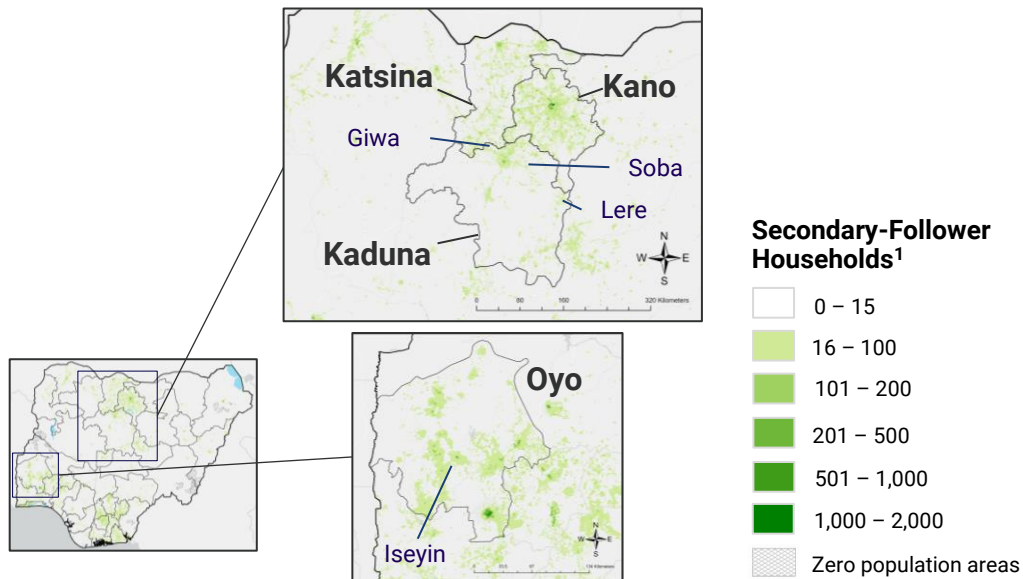 Katsina
Kano
Giwa
Soba
Lere
Kaduna
N
W E
S
0 80 160 320 Kilometers
Oyo
Iseyin
N
W E
S
Secondary-Follower
Households¹
0 – 15
16 – 100
101 – 200
201 – 500
501 – 1,000
1,000 – 2,000
Zero population areas